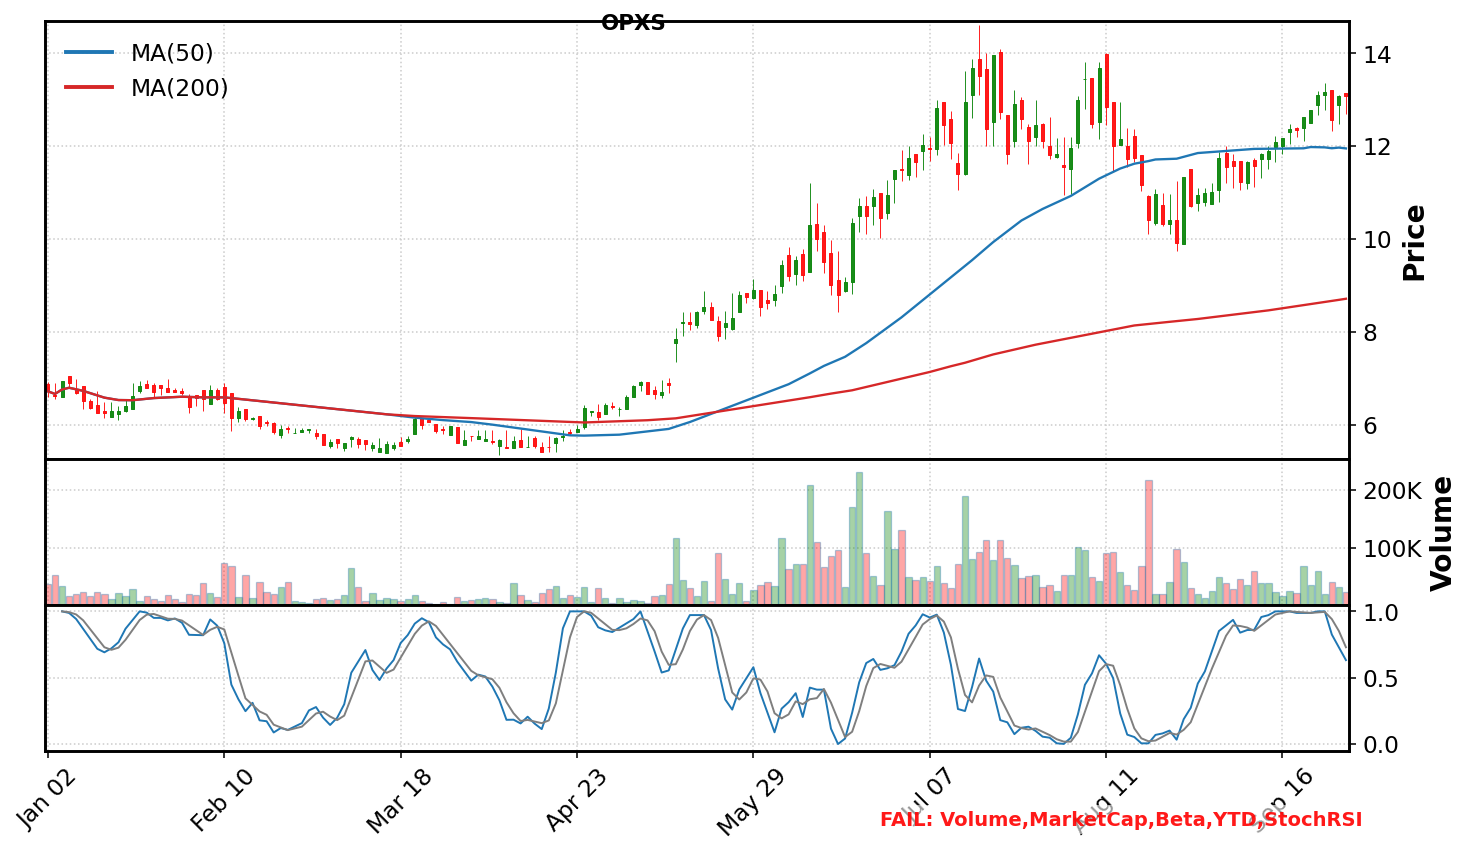 OPXS
MA(50)
MA(200)
14
12
10
8
6
Price
200K
100K
Volume
1.0
0.5
0.0
Jan 02
Feb 10
Mar 18
Apr 23
May 29
Jul 07
Aug 11
Sep 16
FAIL: Volume,MarketCap,Beta,YTD,StochRSI